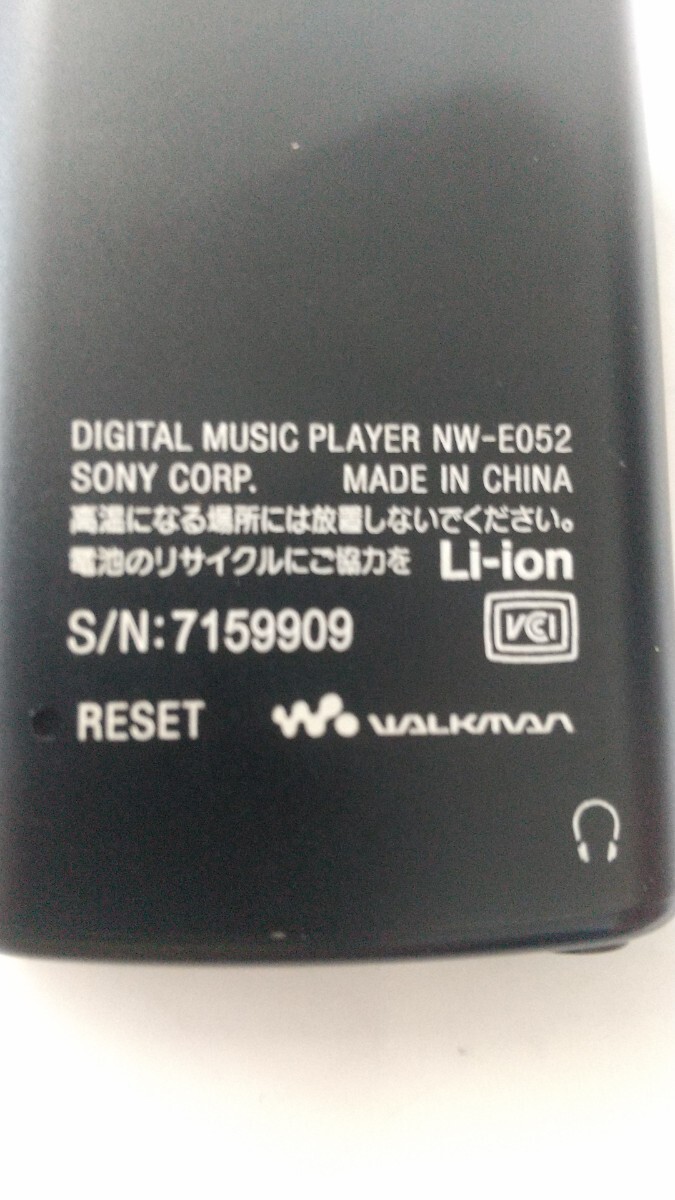 DIGITAL MUSIC PLAYER NW-E052
SONY CORP. MADE IN CHINA
高温になる場所には放置しないでください。
電池のリサイクルにご協力を Li-ion
S/N:7159909
VCCI
RESET WALKMAN